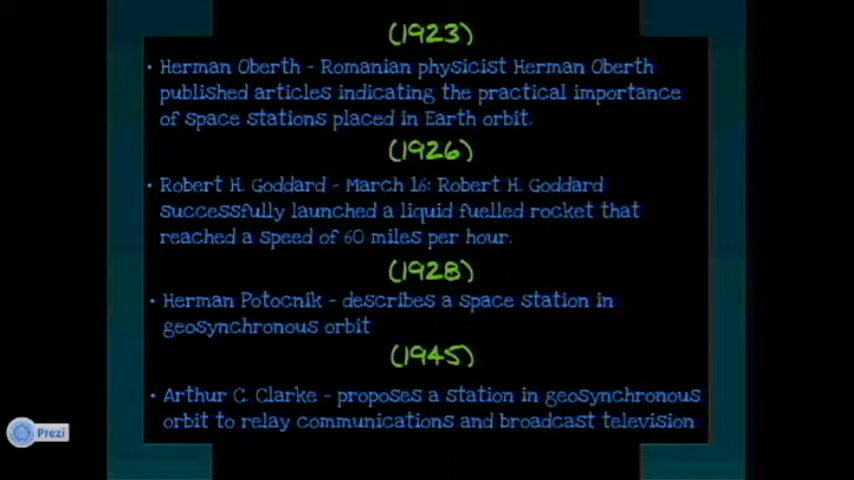 (1923)
• Herman Oberth - Romanian physicist Herman Oberth
published articles indicating the practical importance
of space stations placed in Earth orbit.
(1926)
• Robert H. Goddard - March 16: Robert H. Goddard
successfully launched a liquid fuelled rocket that
reached a speed of 60 miles per hour.
(1928)
• Herman Potocnik - describes a space station in
geosynchronous orbit
(1945)
• Arthur C. Clarke - proposes a station in geosynchronous
orbit to relay communications and broadcast television
Prezi